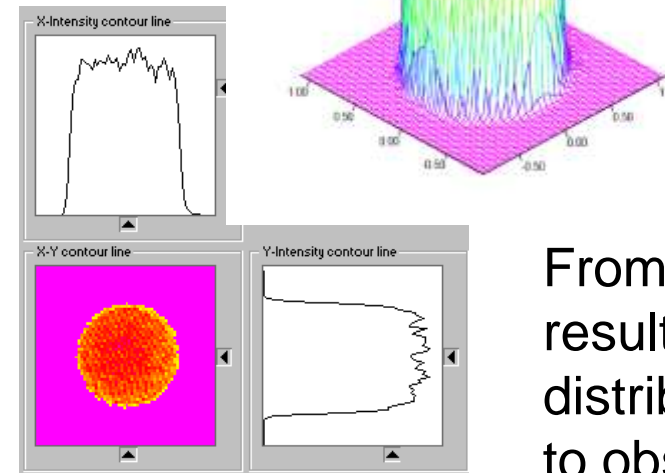 X-Intensity contour line
1.00
0.50
0.00
0.50
-0.50
0.00
0.50
X-Y contour line
Y-Intensity contour line
From
result
distrib
to obs